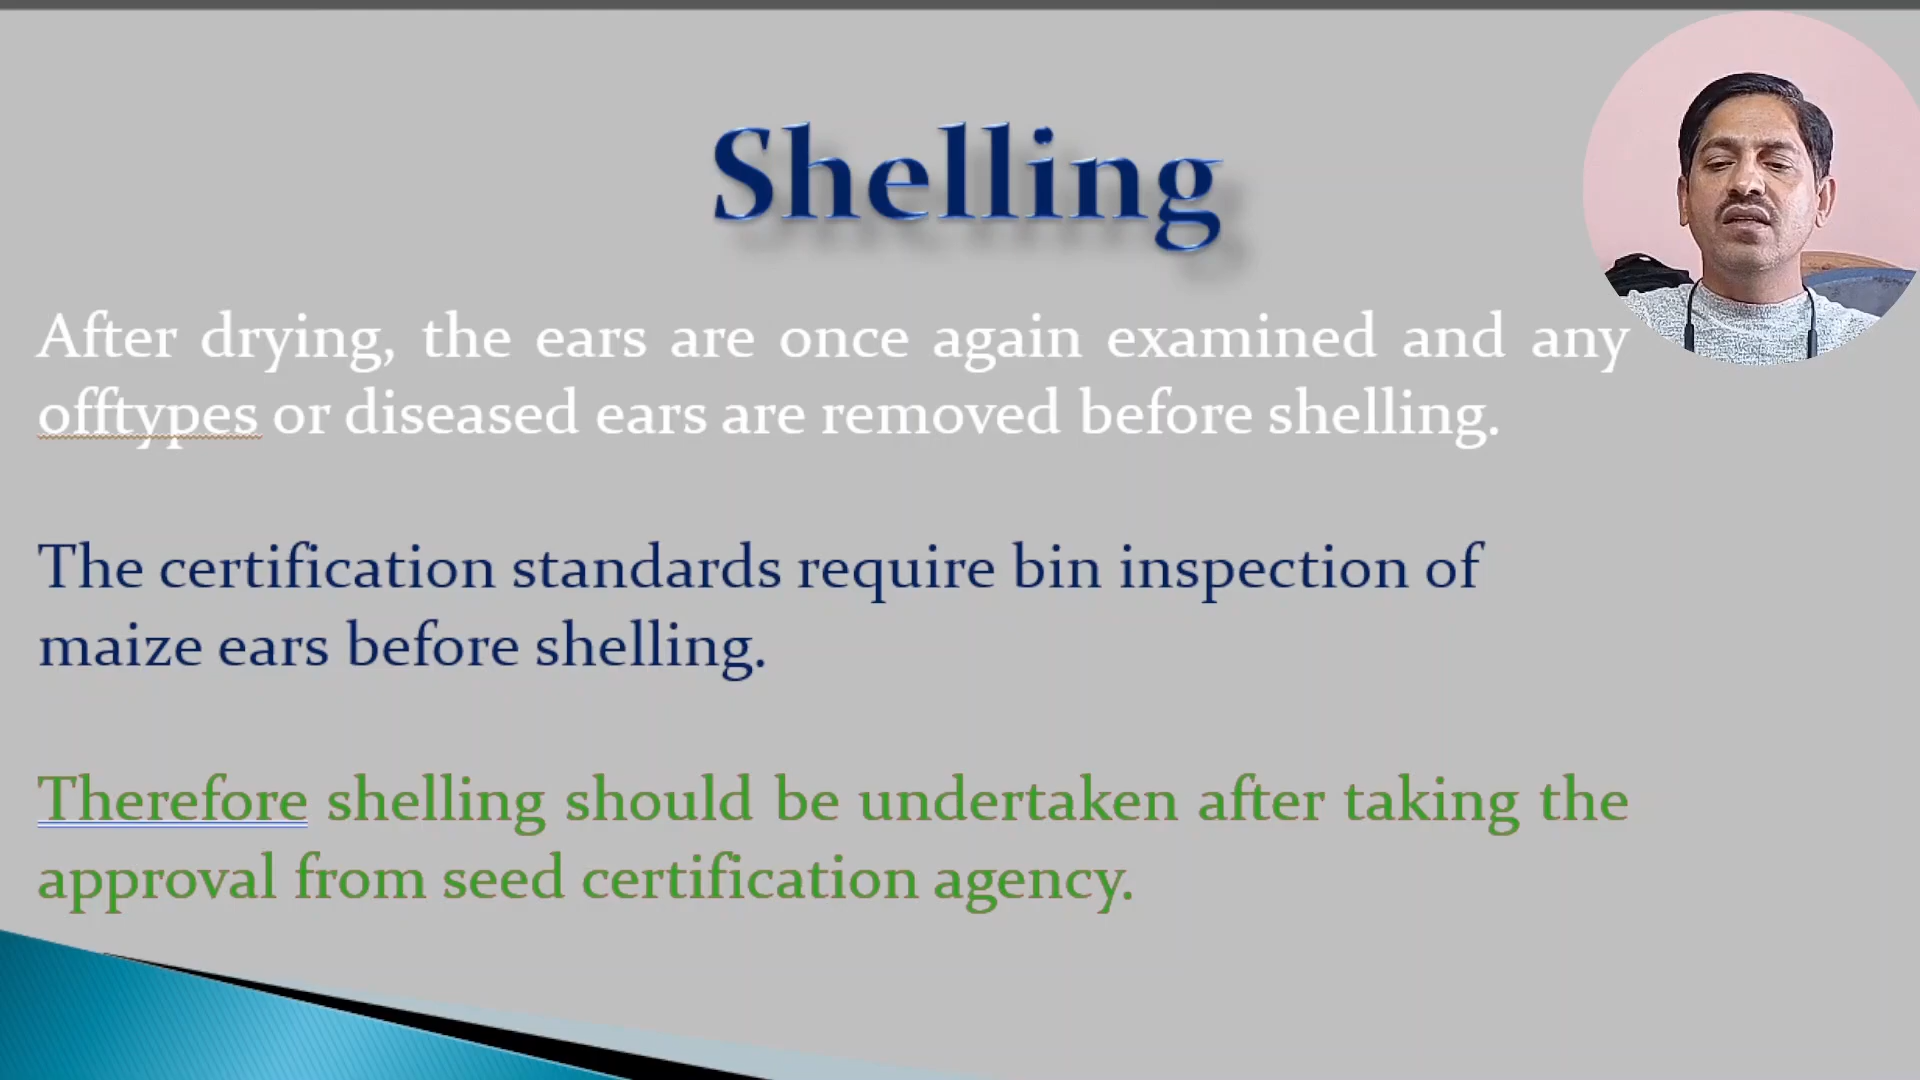 Shelling
After drying, the ears are once again examined and any
offtypes or diseased ears are removed before shelling.
The certification standards require bin inspection of
maize ears before shelling.
Therefore shelling should be undertaken after taking the
approval from seed certification agency.